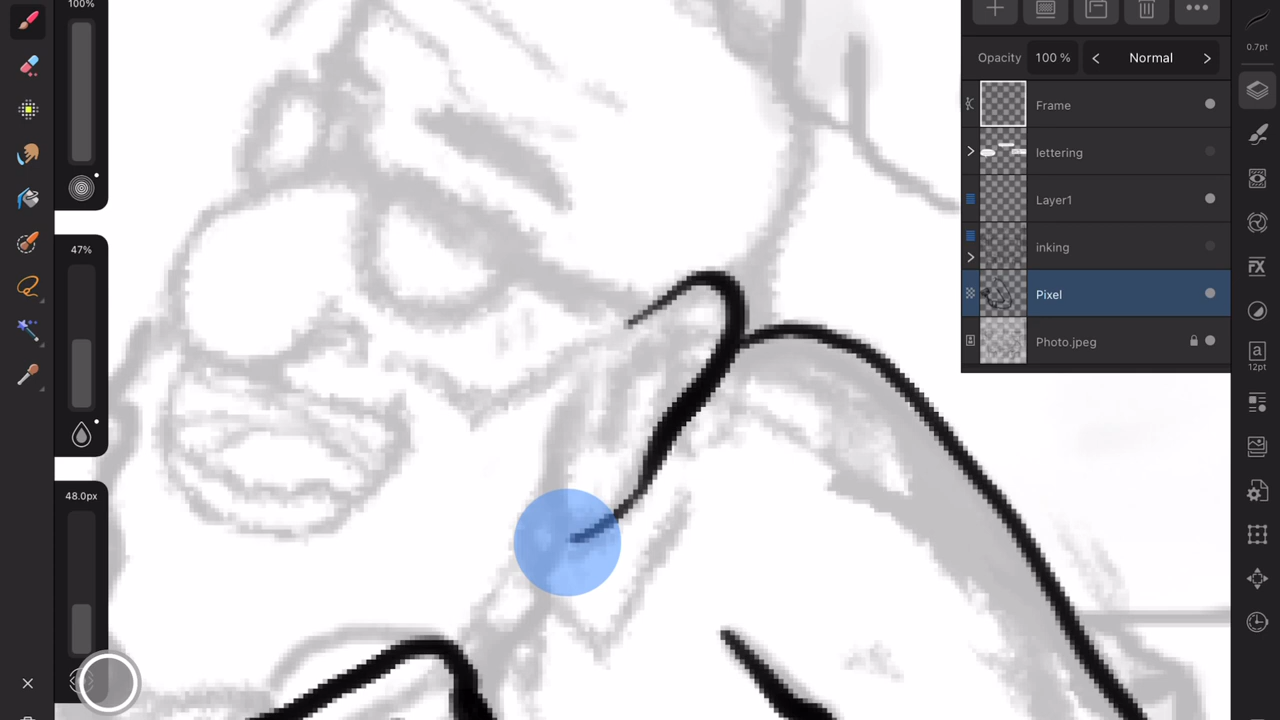 100%
47%
48.0px
Opacity 100 % < Normal >
Frame
lettering
Layer1
inking
Pixel
Photo.jpeg
0.7pt
FX
a
12pt